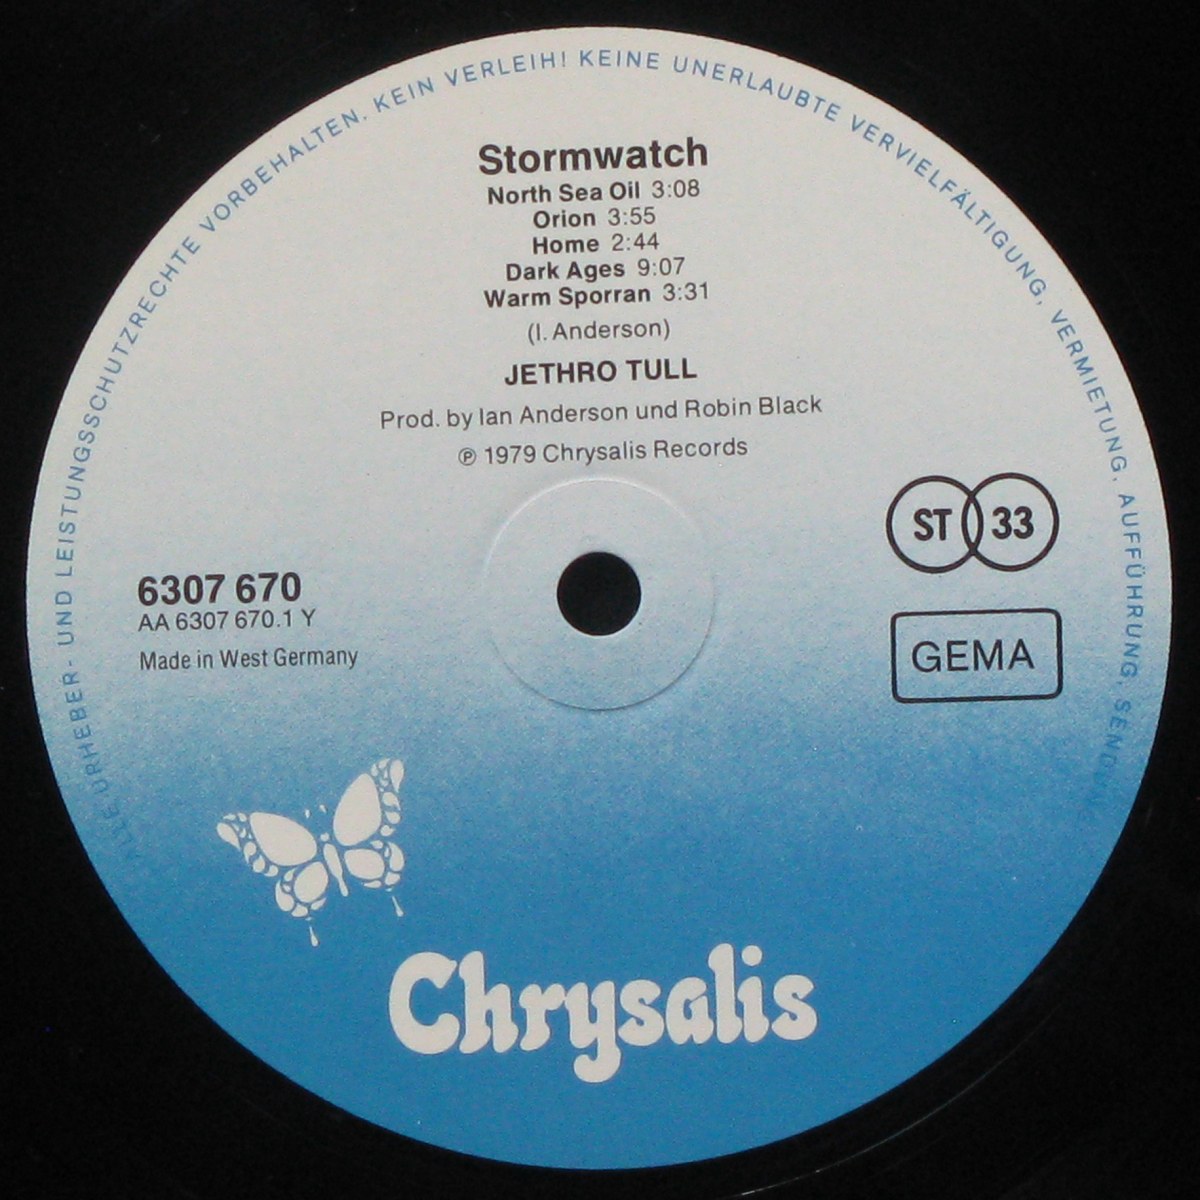 ALLE URHEBER- UND LEISTUNGSSCHUTZRECHTE VORBEHALTEN. KEIN VERLEIH! KEINE UNERLAUBTE VERVIELFÄLTIGUNG, VERMIETUNG, AUFFÜHRUNG, SENDUNG
Stormwatch
North Sea Oil 3:08
Orion 3:55
Home 2:44
Dark Ages 9:07
Warm Sporran 3:31
(I. Anderson)
JETHRO TULL
Prod. by Ian Anderson und Robin Black
℗ 1979 Chrysalis Records
ST 33
6307 670
AA 6307 670.1 Y
Made in West Germany
GEMA
Chrysalis